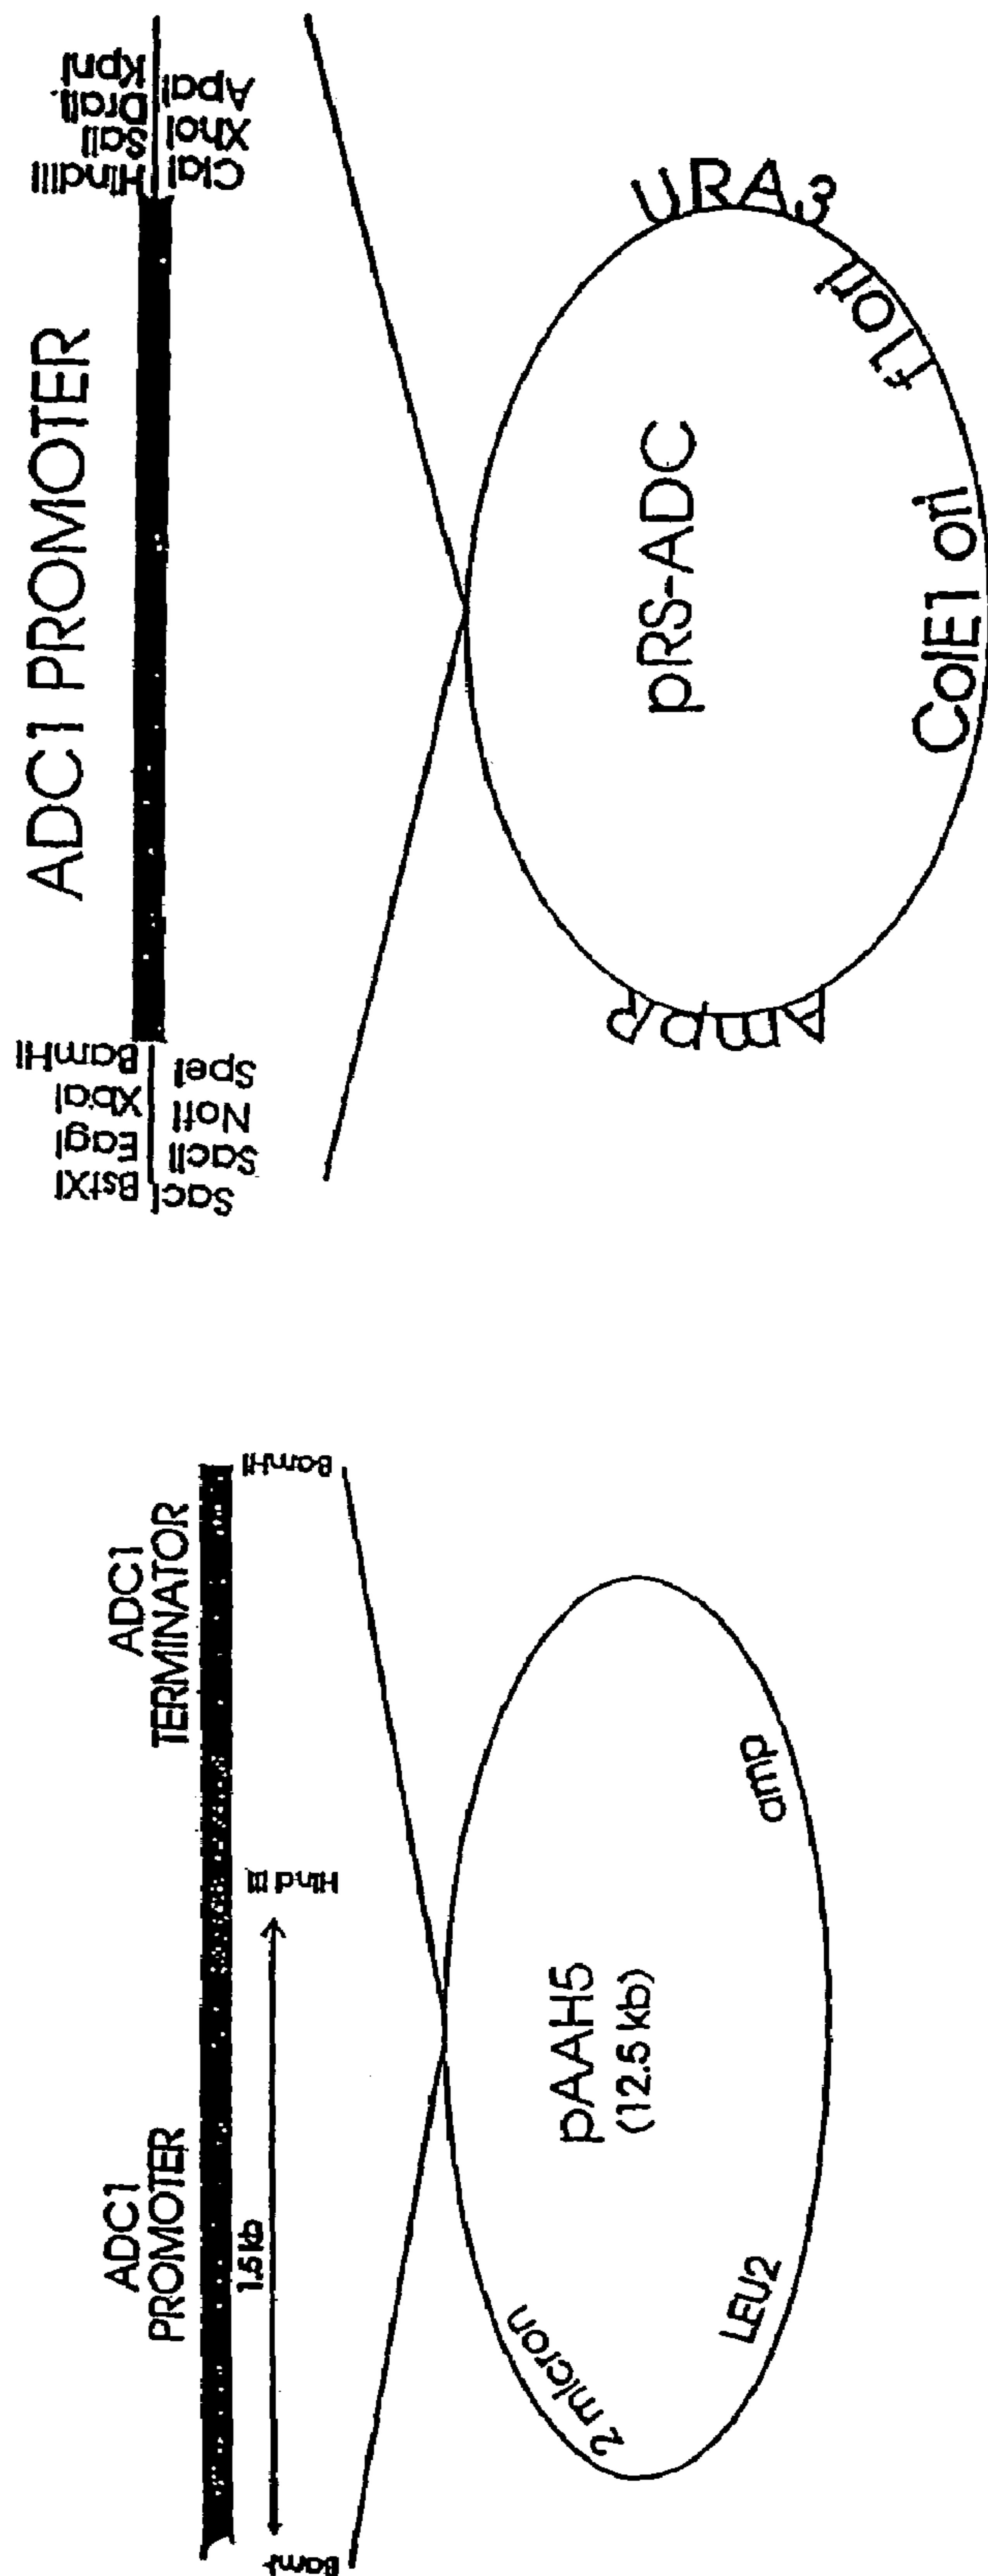 ADC1
PROMOTER
ADC1
TERMINATOR
1.5 kb
Hind III
BamHI
2 micron
pAAH5
(12.5 kb)
LEU2
amp
ADC1 PROMOTER
BstXI
EagI
XbaI
BamHI
SacI
SacII
NotI
SpeI
HindIII
SalI
DraII
KpnI
ClaI
XhoI
ApaI
pRS-ADC
AmpR
URA3
f1ori
ColE1 ori